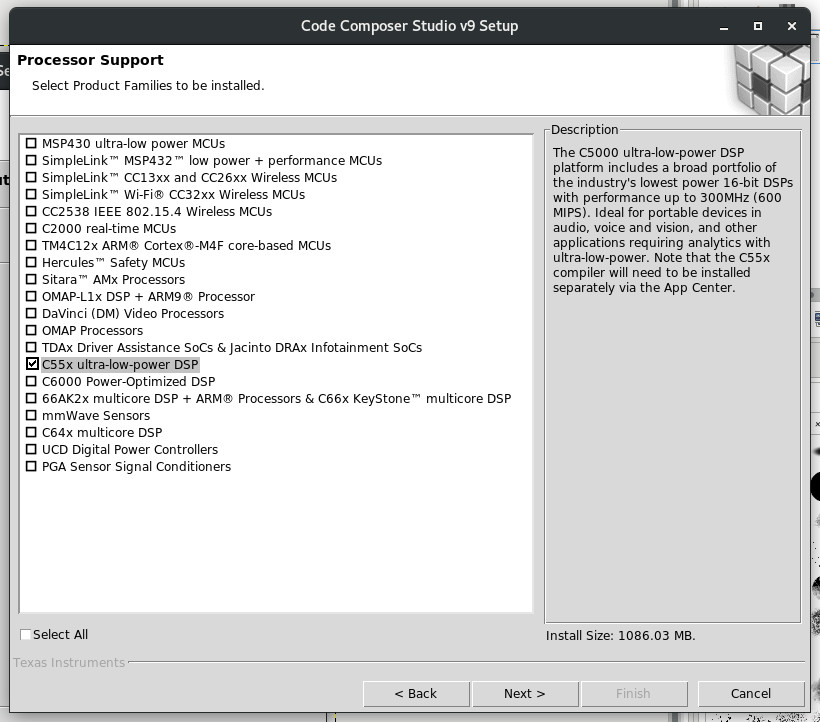 Code Composer Studio v9 Setup
Processor Support
Select Product Families to be installed.
MSP430 ultra-low power MCUs
SimpleLink™ MSP432™ low power + performance MCUs
SimpleLink™ CC13xx and CC26xx Wireless MCUs
SimpleLink™ Wi-Fi® CC32xx Wireless MCUs
CC2538 IEEE 802.15.4 Wireless MCUs
C2000 real-time MCUs
TM4C12x ARM® Cortex®-M4F core-based MCUs
Hercules™ Safety MCUs
Sitara™ AMx Processors
OMAP-L1x DSP + ARM9® Processor
DaVinci (DM) Video Processors
OMAP Processors
TDAx Driver Assistance SoCs & Jacinto DRAx Infotainment SoCs
C55x ultra-low-power DSP
C6000 Power-Optimized DSP
66AK2x multicore DSP + ARM® Processors & C66x KeyStone™ multicore DSP
mmWave Sensors
C64x multicore DSP
UCD Digital Power Controllers
PGA Sensor Signal Conditioners
Select All
Description
The C5000 ultra-low-power DSP
platform includes a broad portfolio of
the industry's lowest power 16-bit DSPs
with performance up to 300MHz (600
MIPS). Ideal for portable devices in
audio, voice and vision, and other
applications requiring analytics with
ultra-low-power. Note that the C55x
compiler will need to be installed
separately via the App Center.
Install Size: 1086.03 MB.
Texas Instruments
< Back
Next >
Finish
Cancel